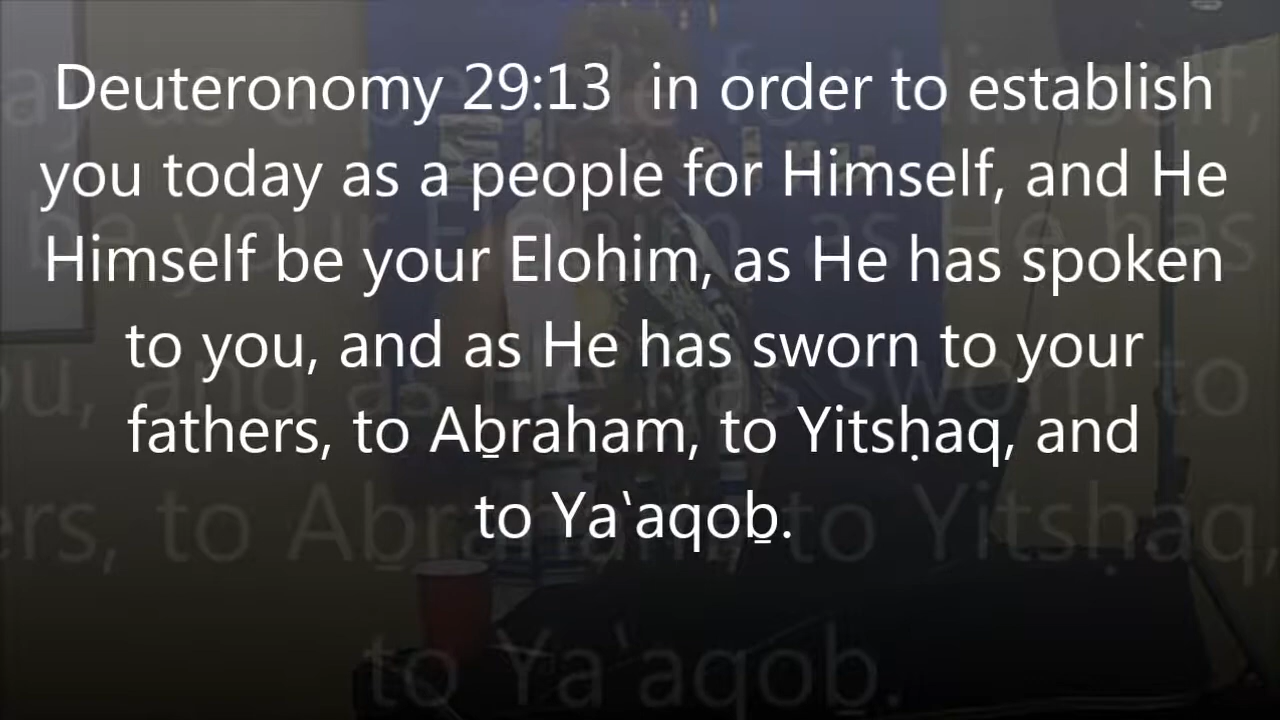 Deuteronomy 29:13  in order to establish
you today as a people for Himself, and He
Himself be your Elohim, as He has spoken
to you, and as He has sworn to your
fathers, to Aḇraham, to Yitsḥaq, and
to Ya‛aqoḇ.